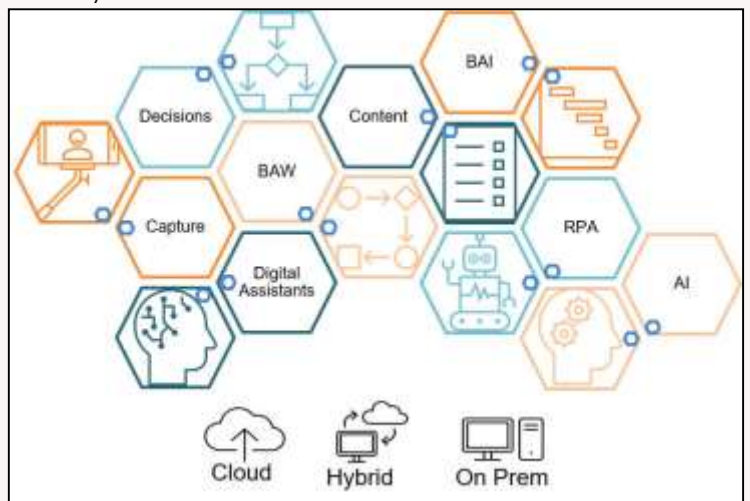 BAI
Decisions
Content
BAW
Capture
RPA
Digital
Assistants
AI
Cloud
Hybrid
On Prem